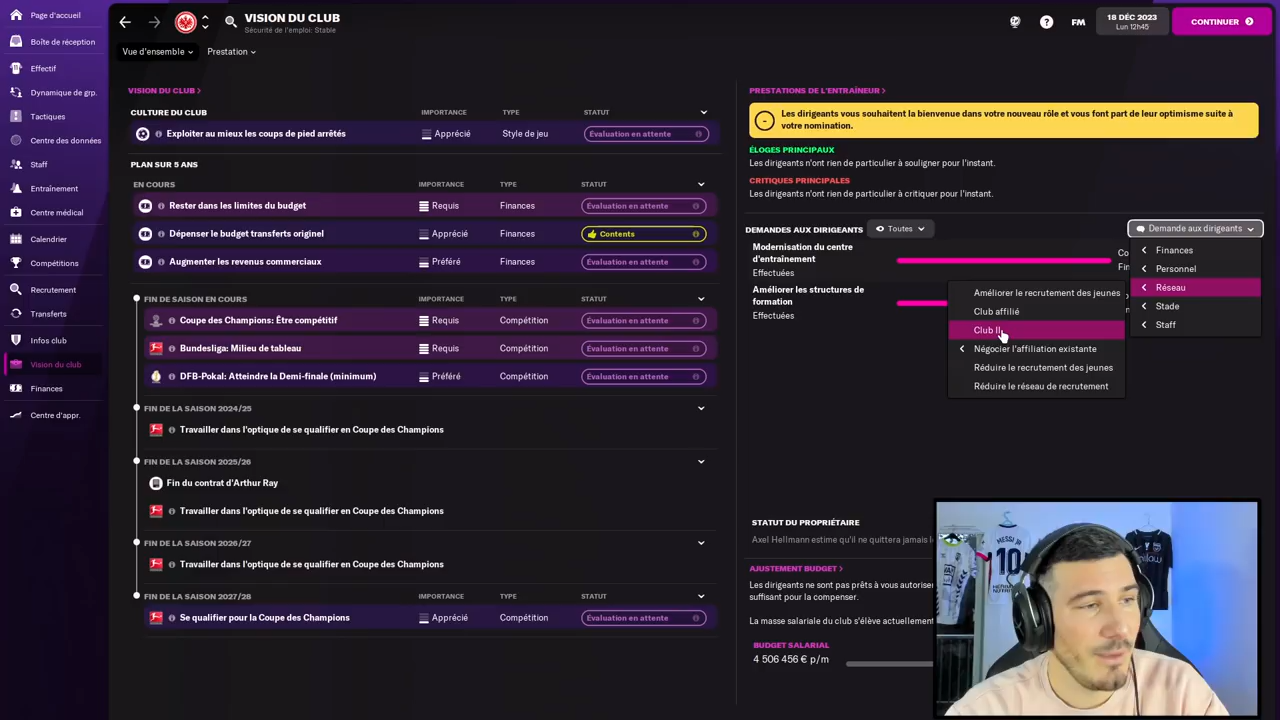 Page d'accueil
Boîte de réception
Effectif
Dynamique de grp.
Tactiques
Centre des données
Staff
Entraînement
Centre médical
Calendrier
Compétitions
Recrutement
Transferts
Infos club
Vision du club
Finances
Centre d'appr.
VISION DU CLUB
Sécurité de l'emploi: Stable
FM
18 DÉC 2023
Lun 12h45
CONTINUER
Vue d'ensemble
Prestation
VISION DU CLUB >
CULTURE DU CLUB IMPORTANCE TYPE STATUT
Exploiter au mieux les coups de pied arrêtés Apprécié Style de jeu Évaluation en attente
PLAN SUR 5 ANS
EN COURS IMPORTANCE TYPE STATUT
Rester dans les limites du budget Requis Finances Évaluation en attente
Dépenser le budget transferts originel Apprécié Finances Contents
Augmenter les revenus commerciaux Préféré Finances Évaluation en attente
FIN DE SAISON EN COURS IMPORTANCE TYPE STATUT
Coupe des Champions: Être compétitif Requis Compétition Évaluation en attente
Bundesliga: Milieu de tableau Requis Compétition Évaluation en attente
DFB-Pokal: Atteindre la Demi-finale (minimum) Préféré Compétition Évaluation en attente
FIN DE LA SAISON 2024/25
Travailler dans l'optique de se qualifier en Coupe des Champions
FIN DE LA SAISON 2025/26
Fin du contrat d'Arthur Ray
Travailler dans l'optique de se qualifier en Coupe des Champions
FIN DE LA SAISON 2026/27
Travailler dans l'optique de se qualifier en Coupe des Champions
FIN DE LA SAISON 2027/28 IMPORTANCE TYPE STATUT
Se qualifier pour la Coupe des Champions Apprécié Compétition Évaluation en attente
PRESTATIONS DE L'ENTRAÎNEUR >
Les dirigeants vous souhaitent la bienvenue dans votre nouveau rôle et vous font part de leur optimisme suite à
votre nomination.
ÉLOGES PRINCIPAUX
Les dirigeants n'ont rien de particulier à souligner pour l'instant.
CRITIQUES PRINCIPALES
Les dirigeants n'ont rien de particulier à critiquer pour l'instant.
DEMANDES AUX DIRIGEANTS Toutes Demande aux dirigeants
Modernisation du centre
d'entraînement
Effectuées
Co
Fin
Améliorer les structures de
formation
Effectuées
Finances
Personnel
Réseau
Stade
Staff
Améliorer le recrutement des jeunes
Club affilié
Club II
Négocier l'affiliation existante
Réduire le recrutement des jeunes
Réduire le réseau de recrutement
STATUT DU PROPRIÉTAIRE
Axel Hellmann estime qu'il ne quittera jamais l
AJUSTEMENT BUDGET >
Les dirigeants ne sont pas prêts à vous autoriser
suffisant pour la compenser.
La masse salariale du club s'élève actuellement
BUDGET SALARIAL
4 506 456 € p/m
MESSI JR
10